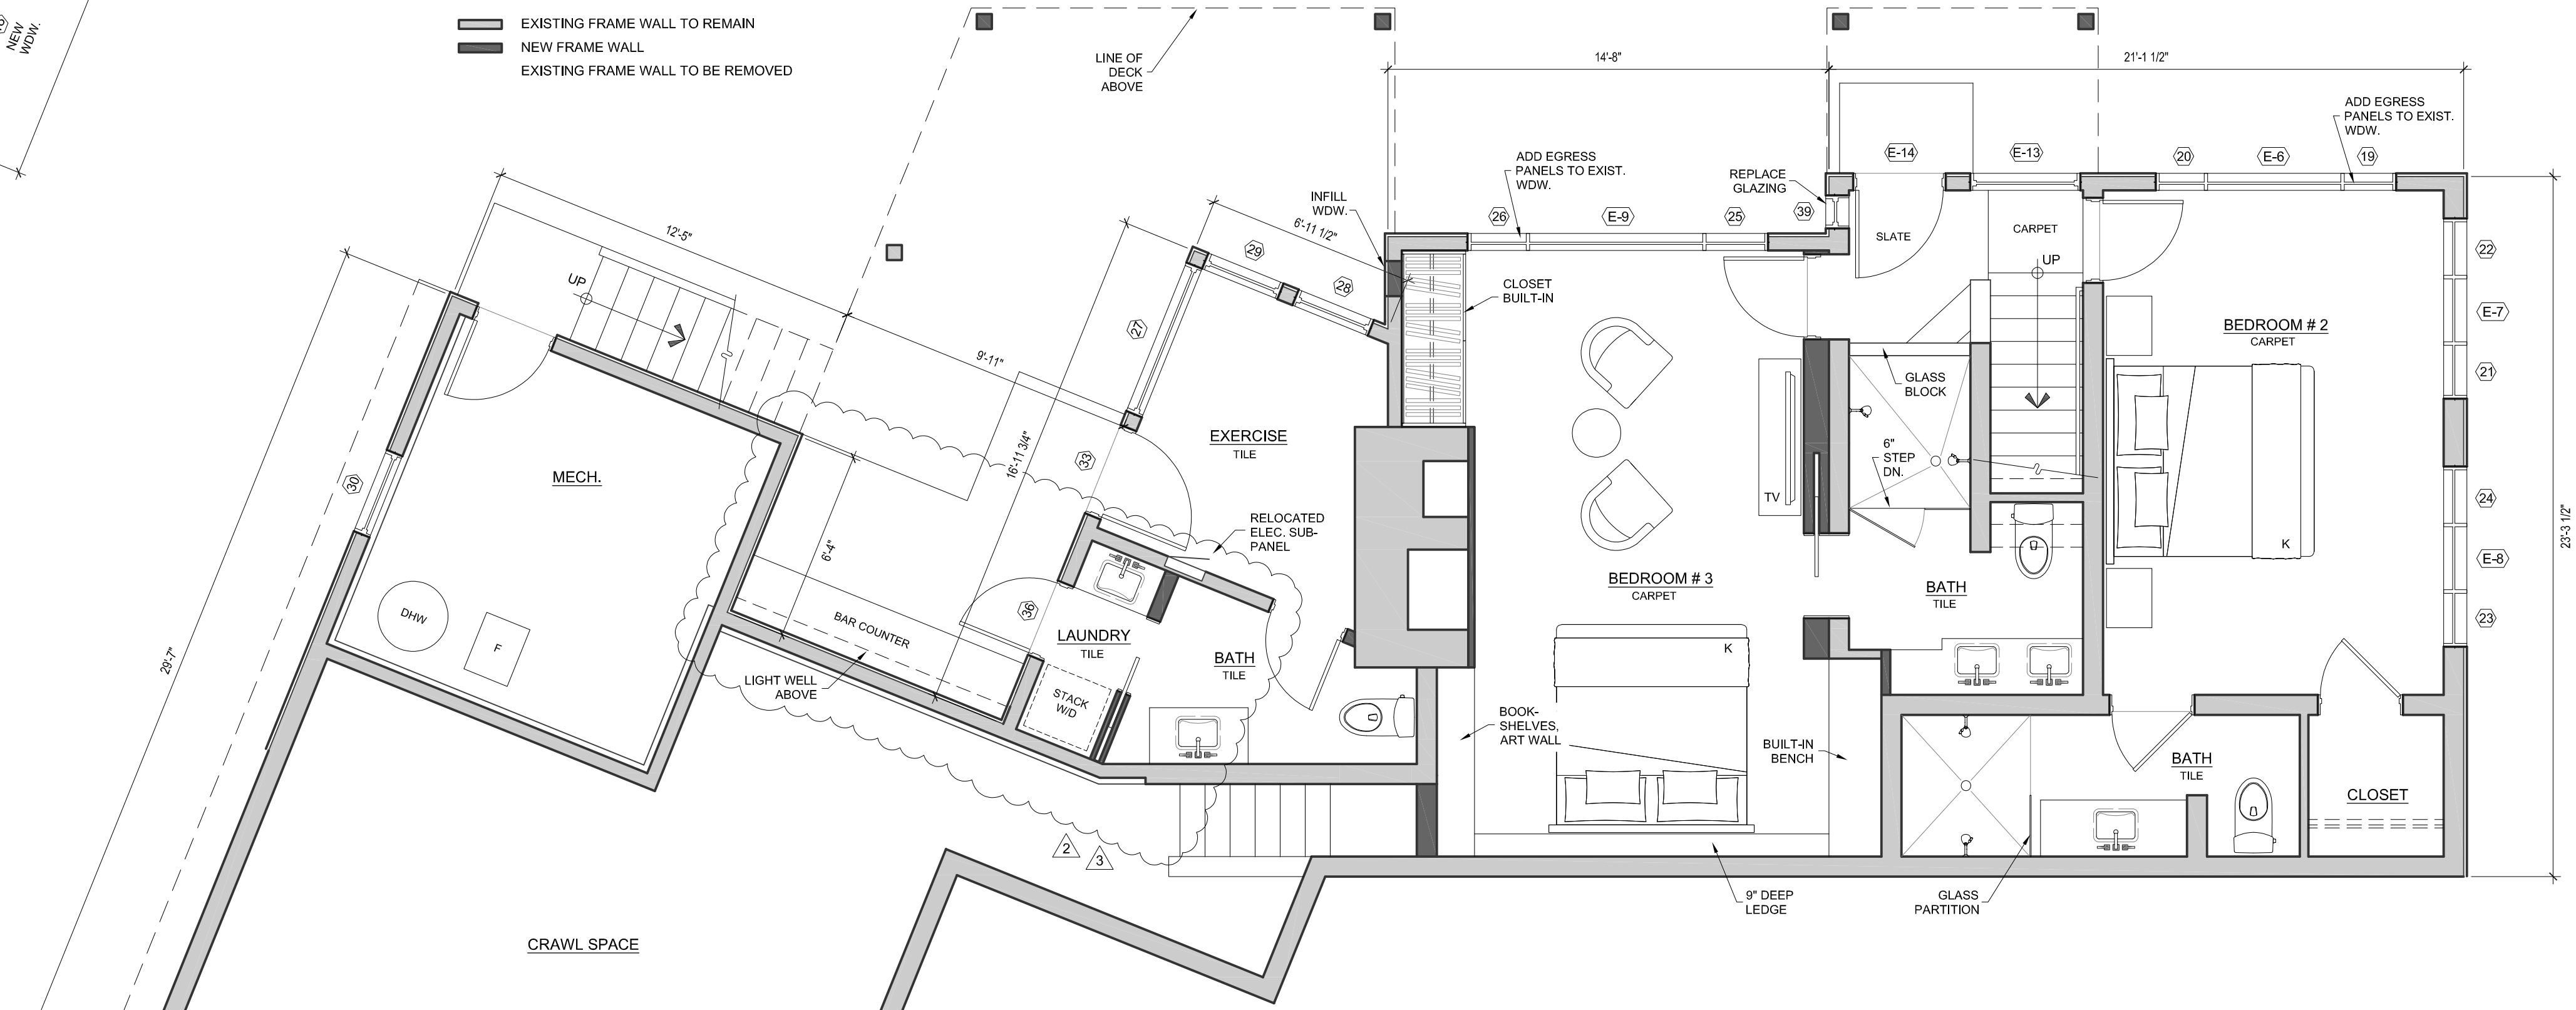 NEW
WDW.
EXISTING FRAME WALL TO REMAIN
NEW FRAME WALL
EXISTING FRAME WALL TO BE REMOVED
LINE OF
DECK
ABOVE
14'-8"
21'-1 1/2"
ADD EGRESS
PANELS TO EXIST.
WDW.
ADD EGRESS
PANELS TO EXIST.
WDW.
REPLACE
GLAZING
INFILL
WDW.
E-14
E-13
20
E-6
19
26
E-9
25
39
12'-5"
6'-11 1/2"
29
28
27
UP
SLATE
CARPET
UP
22
E-7
21
24
E-8
23
23'-3 1/2"
CLOSET
BUILT-IN
BEDROOM # 2
CARPET
9'-11"
16'-11 3/4"
33
EXERCISE
TILE
GLASS
BLOCK
6"
STEP
DN.
TV
K
MECH.
30
6'-4"
RELOCATED
ELEC. SUB-
PANEL
BEDROOM # 3
CARPET
BATH
TILE
DHW
F
36
BAR COUNTER
LAUNDRY
TILE
BATH
TILE
29'-7"
LIGHT WELL
ABOVE
STACK
W/D
K
BOOK-
SHELVES,
ART WALL
BUILT-IN
BENCH
BATH
TILE
CLOSET
2
3
9" DEEP
LEDGE
GLASS
PARTITION
CRAWL SPACE